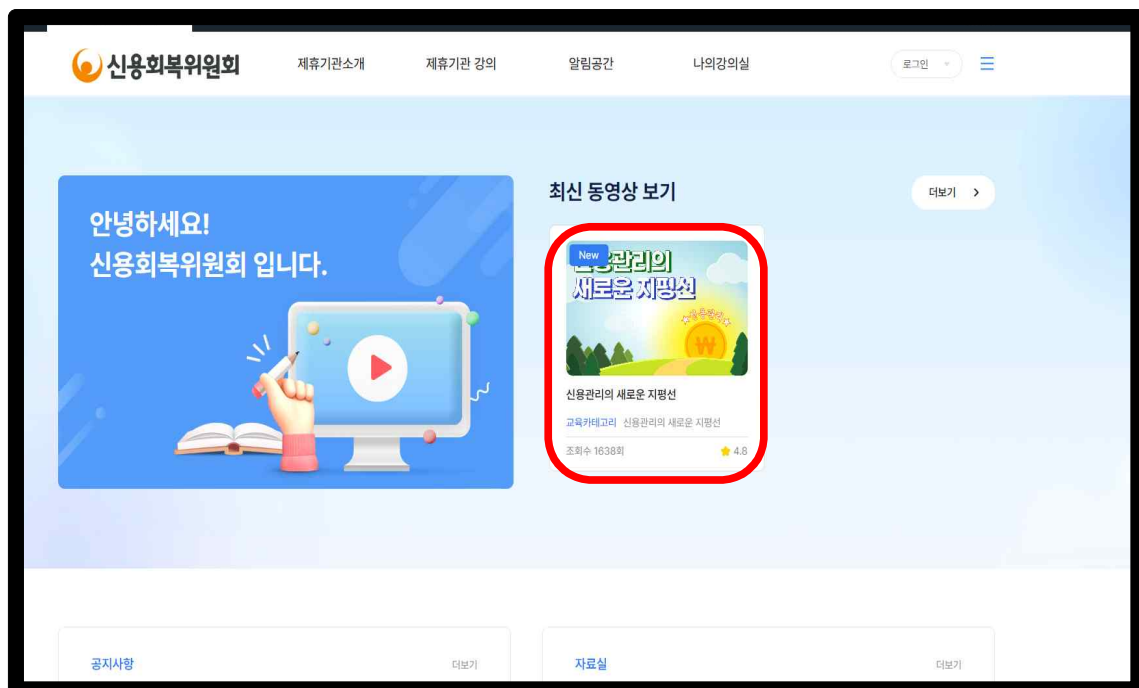 신용회복위원회
제휴기관소개
제휴기관 강의
알림공간
나의강의실
로그인
안녕하세요!
신용회복위원회 입니다.
최신 동영상 보기
더보기 >
New
신용관리의
새로운 지평선
☆신용관리☆
₩
신용관리의 새로운 지평선
교육카테고리 신용관리의 새로운 지평선
조회수 1638회
4.8
공지사항
더보기
자료실
더보기